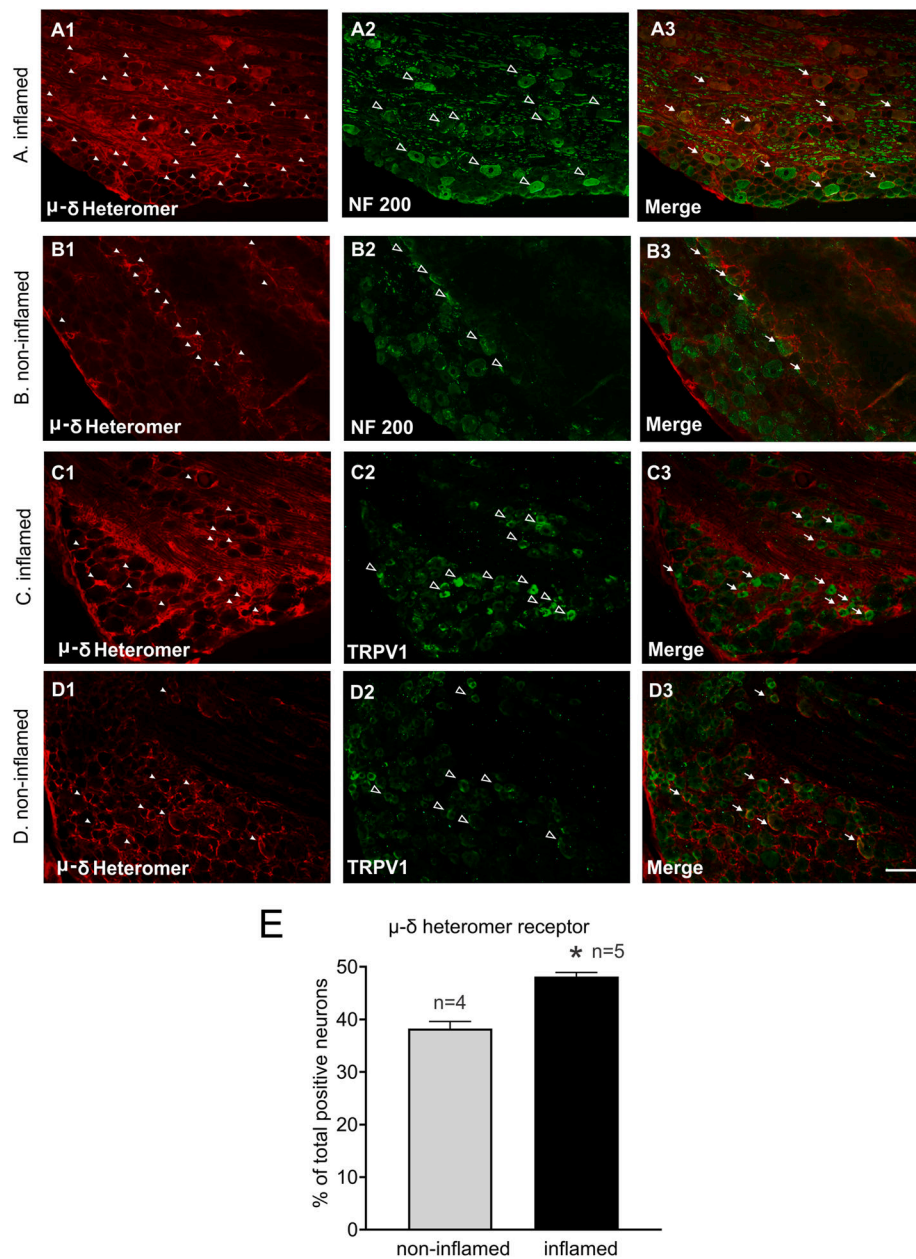 A. inflamed
A1
μ-δ Heteromer
A2
NF 200
A3
Merge
B. non-inflamed
B1
μ-δ Heteromer
B2
NF 200
B3
Merge
C. inflamed
C1
μ-δ Heteromer
C2
TRPV1
C3
Merge
D. non-inflamed
D1
μ-δ Heteromer
D2
TRPV1
D3
Merge
E
μ-δ heteromer receptor
% of total positive neurons
50
40
30
20
10
0
n=4
* n=5
non-inflamed
inflamed